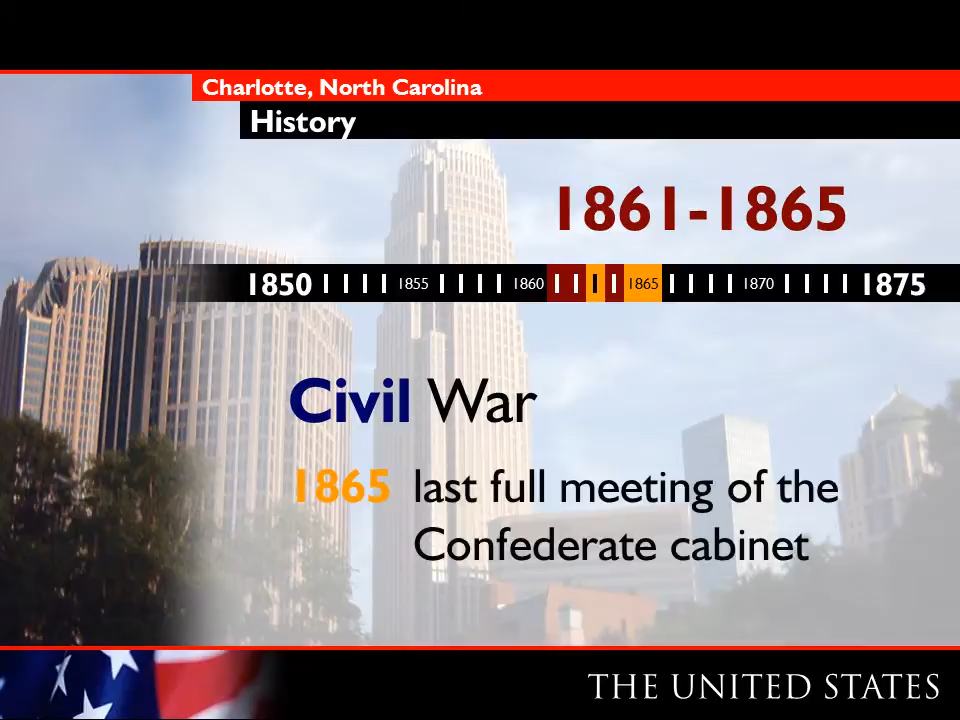 Charlotte, North Carolina
History
1861-1865
1850 1855 1860 1865 1870 1875
Civil War
1865 last full meeting of the
Confederate cabinet
THE UNITED STATES